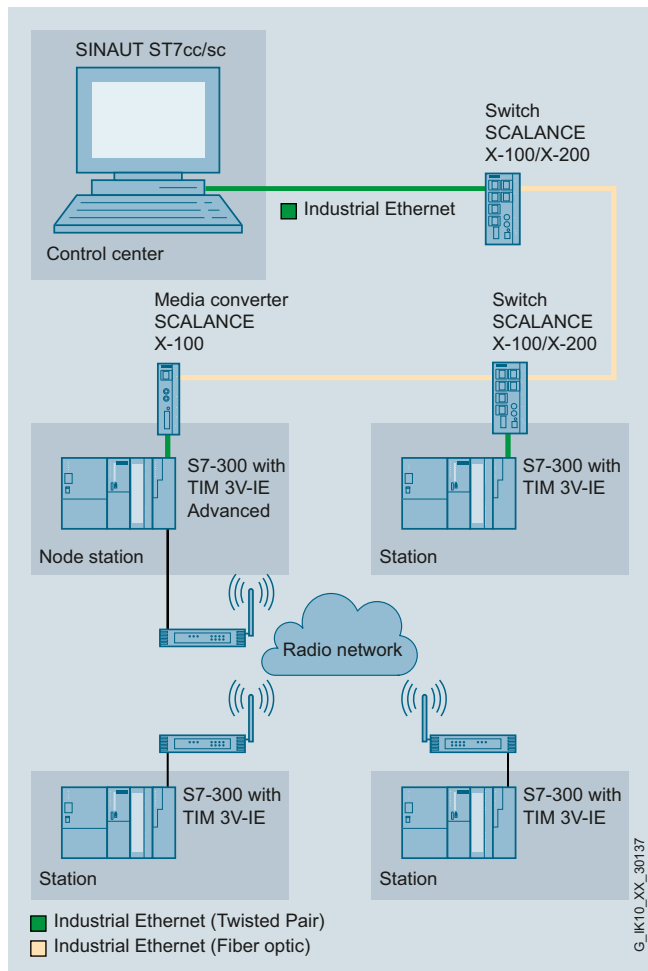 SINAUT ST7cc/sc
Control center
Switch
SCALANCE
X-100/X-200
Industrial Ethernet
Media converter
SCALANCE
X-100
Switch
SCALANCE
X-100/X-200
S7-300 with
TIM 3V-IE
Advanced
Node station
S7-300 with
TIM 3V-IE
Station
Radio network
S7-300 with
TIM 3V-IE
Station
S7-300 with
TIM 3V-IE
Station
Industrial Ethernet (Twisted Pair)
Industrial Ethernet (Fiber optic)
G_IK10_XX_30137